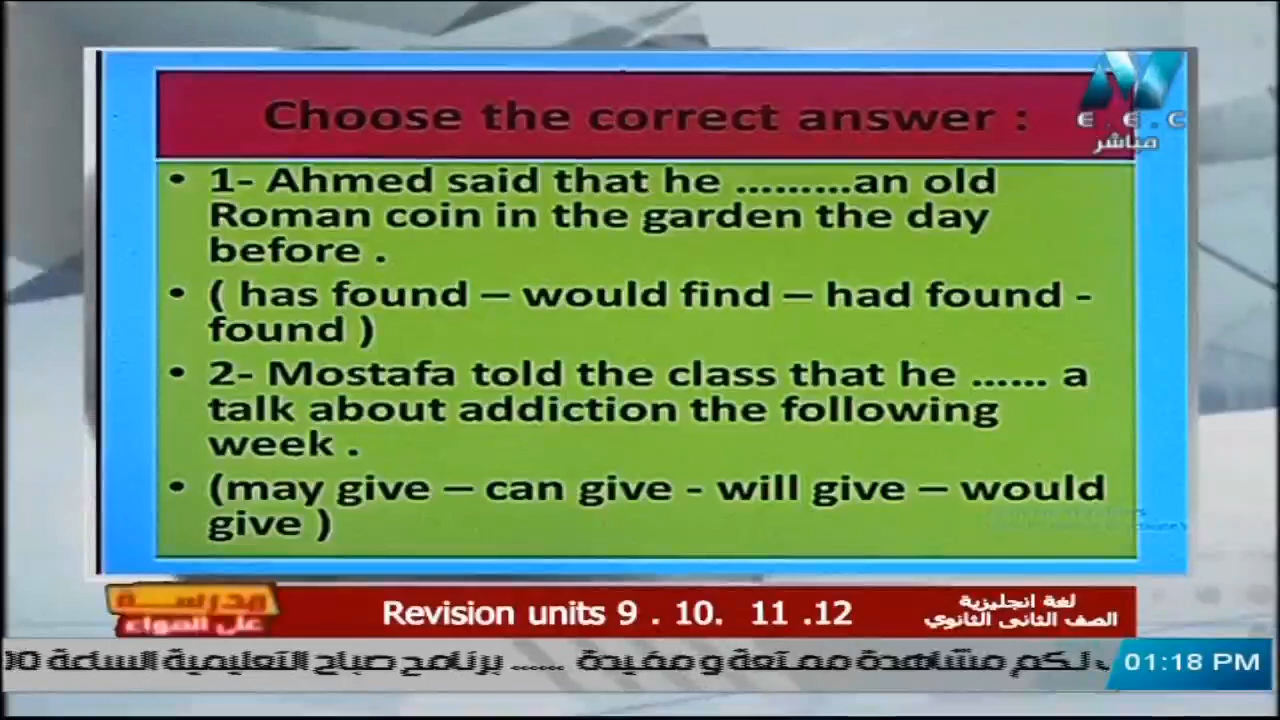 Choose the correct answer :
E.E.C
مباشر
• 1- Ahmed said that he .........an old
Roman coin in the garden the day
before .
• ( has found – would find – had found -
found )
• 2- Mostafa told the class that he ...... a
talk about addiction the following
week .
• (may give – can give - will give – would
give )
مدرسة
على الهواء
Revision units 9 . 10. 11 .12
لغة انجليزية
الصف الثانى الثانوي
لكم مشاهدة ممتعة ومفيدة ...... برنامج صباح التعليمية الساعة
01:18 PM